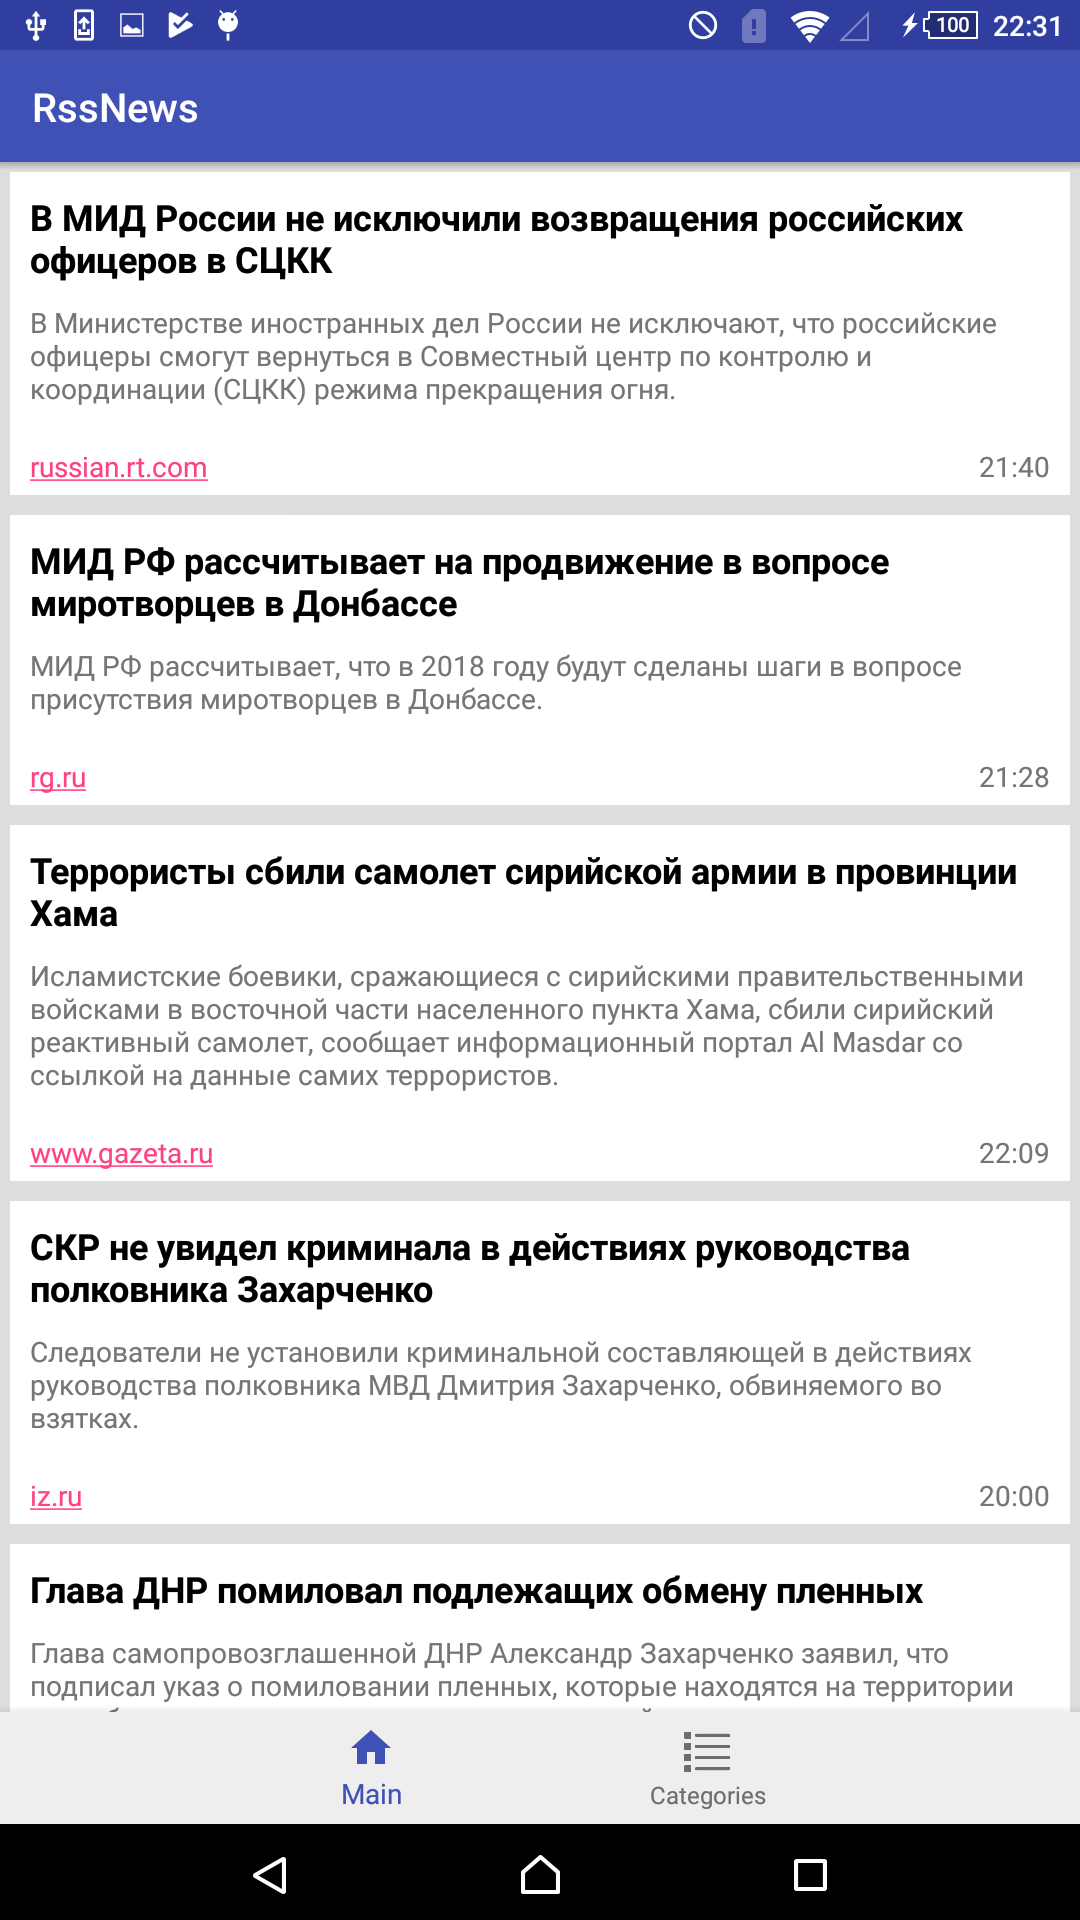 100 22:31
RssNews
В МИД России не исключили возвращения российских
офицеров в СЦКК
В Министерстве иностранных дел России не исключают, что российские
офицеры смогут вернуться в Совместный центр по контролю и
координации (СЦКК) режима прекращения огня.
russian.rt.com 21:40
МИД РФ рассчитывает на продвижение в вопросе
миротворцев в Донбассе
МИД РФ рассчитывает, что в 2018 году будут сделаны шаги в вопросе
присутствия миротворцев в Донбассе.
rg.ru 21:28
Террористы сбили самолет сирийской армии в провинции
Хама
Исламистские боевики, сражающиеся с сирийскими правительственными
войсками в восточной части населенного пункта Хама, сбили сирийский
реактивный самолет, сообщает информационный портал Al Masdar со
ссылкой на данные самих террористов.
www.gazeta.ru 22:09
СКР не увидел криминала в действиях руководства
полковника Захарченко
Следователи не установили криминальной составляющей в действиях
руководства полковника МВД Дмитрия Захарченко, обвиняемого во
взятках.
iz.ru 20:00
Глава ДНР помиловал подлежащих обмену пленных
Глава самопровозглашенной ДНР Александр Захарченко заявил, что
подписал указ о помиловании пленных, которые находятся на территории
Main
Categories